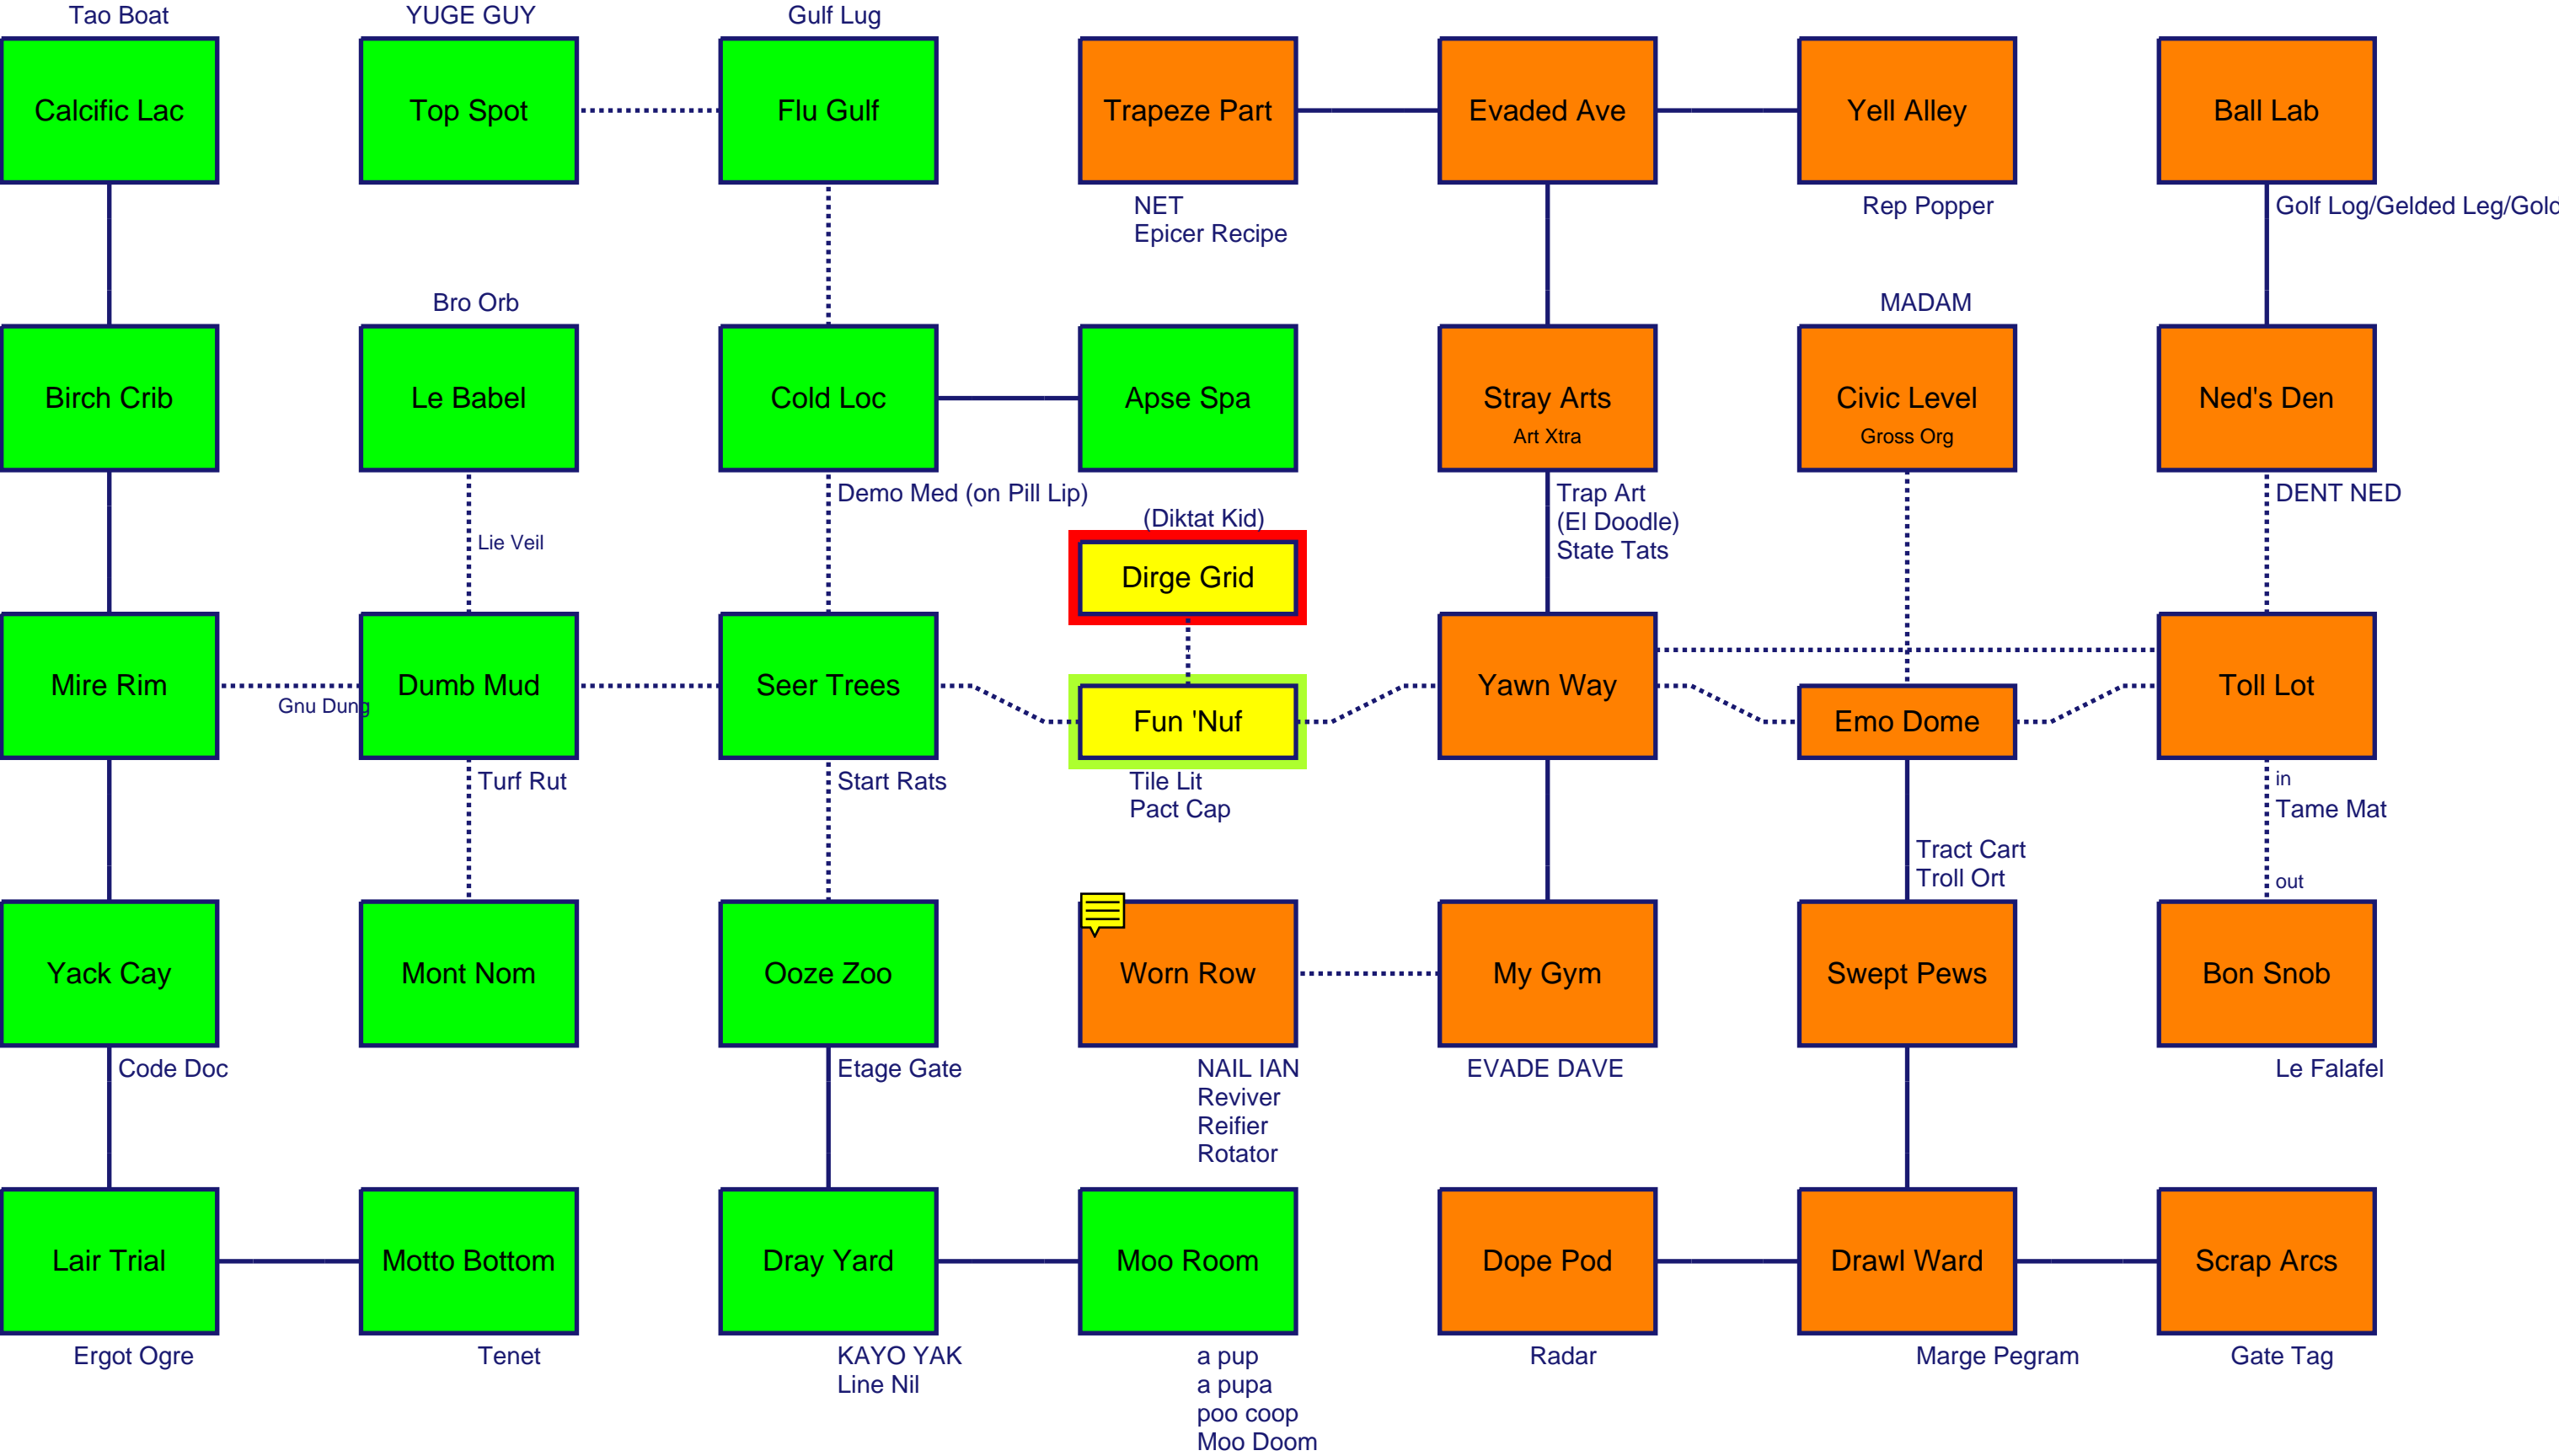 Tao Boat
YUGE GUY
Gulf Lug
Calcific Lac
Top Spot
Flu Gulf
Trapeze Part
Evaded Ave
Yell Alley
Ball Lab
NET
Epicer Recipe
Rep Popper
Golf Log/Gelded Leg/Gold
Bro Orb
MADAM
Birch Crib
Le Babel
Cold Loc
Apse Spa
Stray Arts
Art Xtra
Civic Level
Gross Org
Ned's Den
Demo Med (on Pill Lip)
Trap Art
(El Doodle)
State Tats
DENT NED
Lie Veil
(Diktat Kid)
Dirge Grid
Mire Rim
Gnu Dung
Dumb Mud
Seer Trees
Fun 'Nuf
Yawn Way
Emo Dome
Toll Lot
Turf Rut
Start Rats
Tile Lit
Pact Cap
in
Tame Mat
Tract Cart
Troll Ort
out
Yack Cay
Mont Nom
Ooze Zoo
Worn Row
My Gym
Swept Pews
Bon Snob
Code Doc
Etage Gate
NAIL IAN
Reviver
Reifier
Rotator
EVADE DAVE
Le Falafel
Lair Trial
Motto Bottom
Dray Yard
Moo Room
Dope Pod
Drawl Ward
Scrap Arcs
Ergot Ogre
Tenet
KAYO YAK
Line Nil
a pup
a pupa
poo coop
Moo Doom
Radar
Marge Pegram
Gate Tag